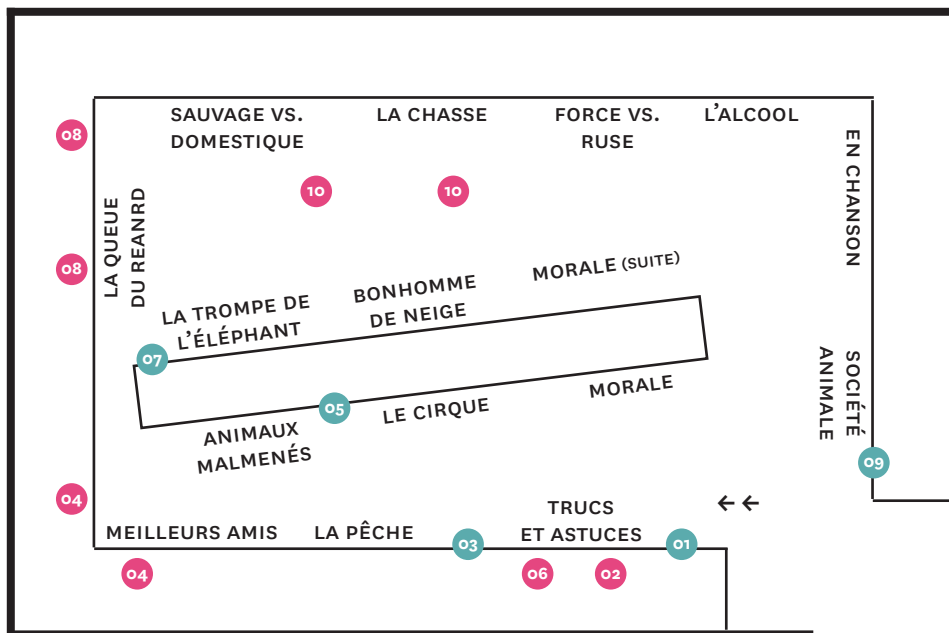 SAUVAGE VS.
DOMESTIQUE
LA CHASSE
FORCE VS.
RUSE
L'ALCOOL
08
10
10
EN CHANSON
LA QUEUE
DU REANRD
08
LA TROMPE DE
L'ÉLÉPHANT
BONHOMME
DE NEIGE
MORALE (SUITE)
07
05
ANIMAUX
MALMENÉS
LE CIRQUE
MORALE
SOCIÉTÉ
ANIMALE
09
04
MEILLEURS AMIS
LA PÊCHE
03
TRUCS
ET ASTUCES
01
04
06
02